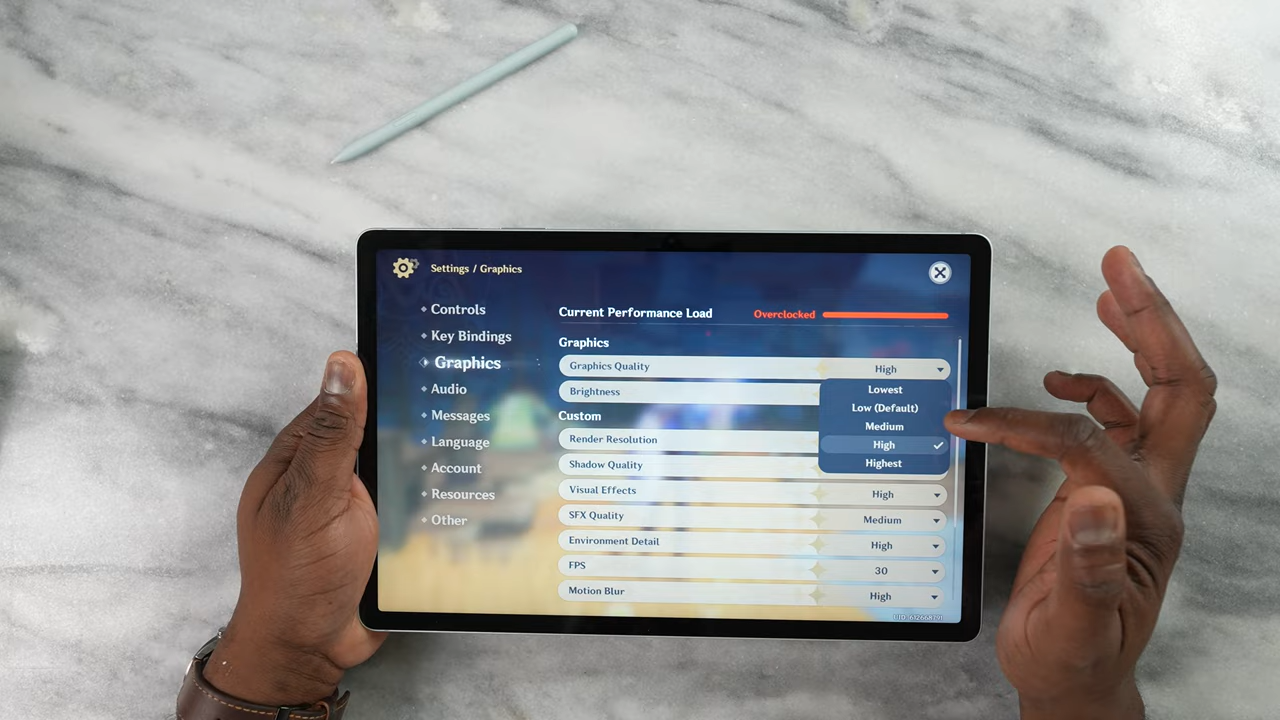 Settings / Graphics
Controls
Key Bindings
Graphics
Audio
Messages
Language
Account
Resources
Other
Current Performance Load Overclocked
Graphics
Graphics Quality High
Brightness
Lowest
Low (Default)
Medium
High
Highest
Custom
Render Resolution
Shadow Quality
Visual Effects High
SFX Quality Medium
Environment Detail High
FPS 30
Motion Blur High